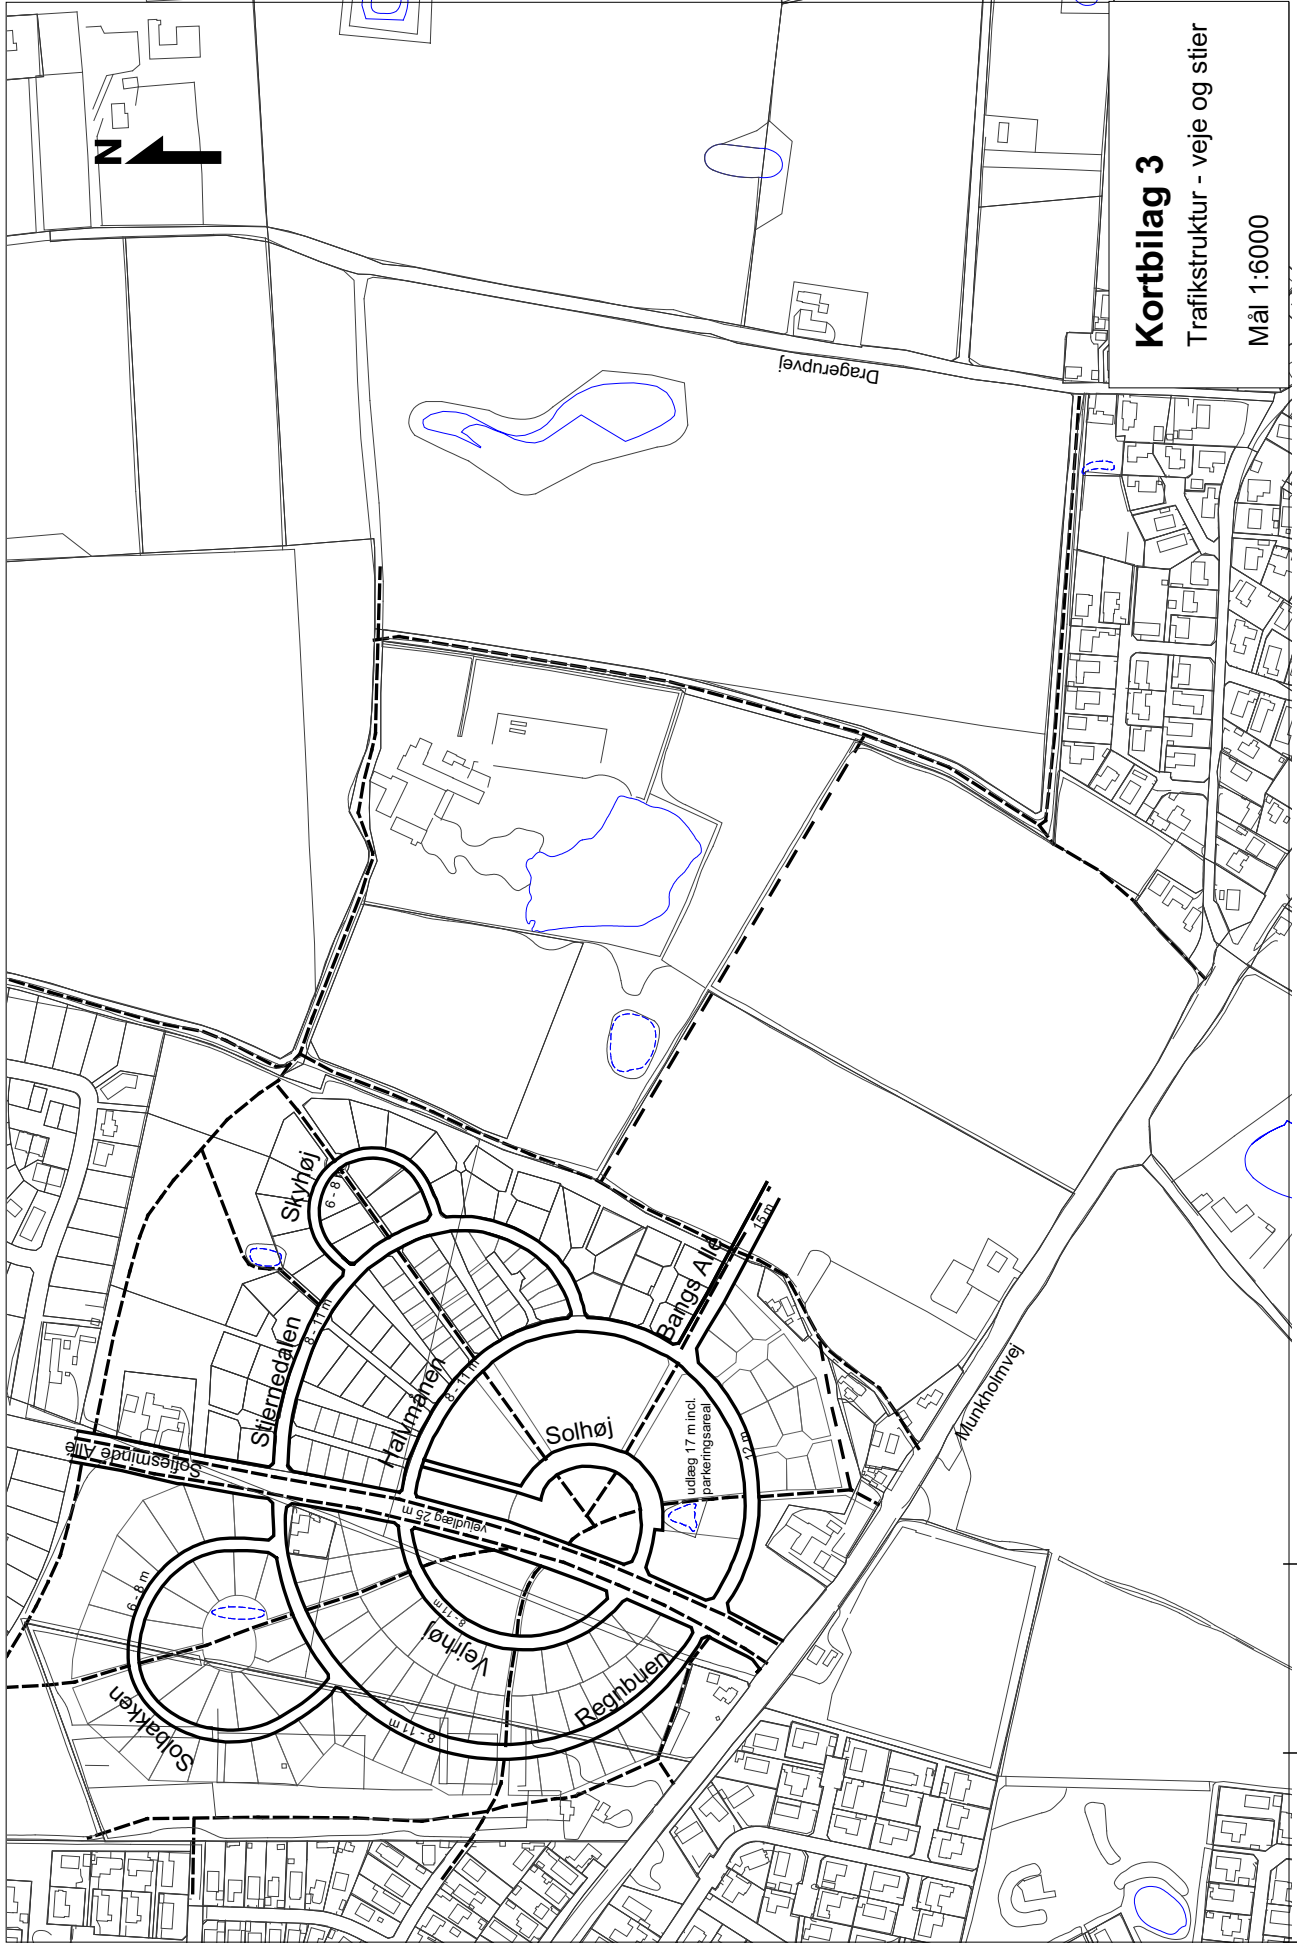 N
Kortbilag 3
Trafikstruktur - veje og stier
Mål 1:6000
Dragerupvej
Skyhøj
6 - 8 m
Stjernedalen
8 - 11 m
Halvmånen
8 - 11 m
Bangs Allé
15 m
Solhøj
udlæg 17 m incl.
parkeringsareal
12 m
Sofiesminde Allé
vejudlæg 25 m
Solbakken
6 - 8 m
Vejrhøj
8 - 11 m
Regnbuen
8 - 11 m
Munkholmvej